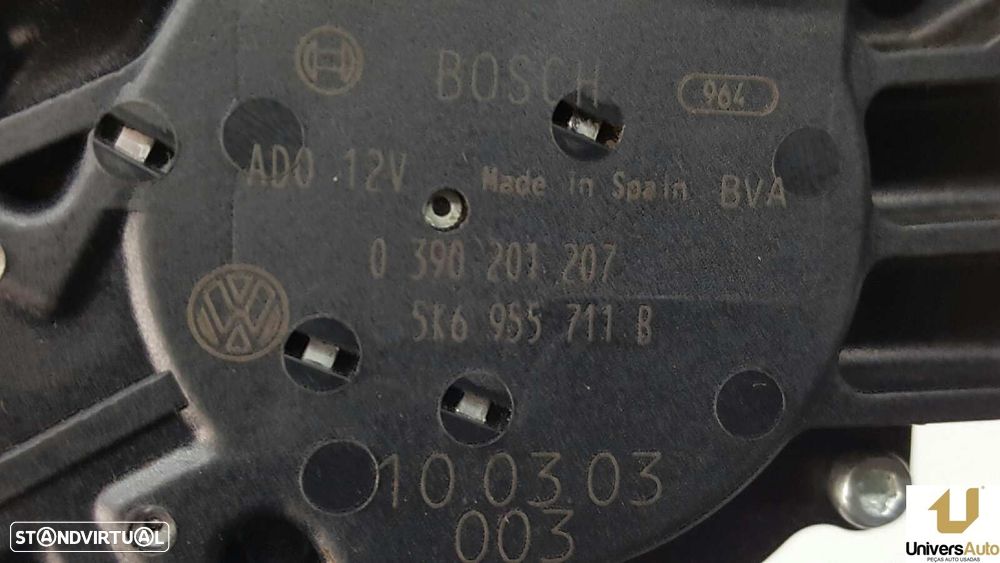 BOSCH
964
AD0 12V
Made in Spain
BVA
0 390 201 207
5K6 955 711 B
10 03 03
003
STANDVIRTUAL
UniversAuto
PEÇAS AUTO USADAS